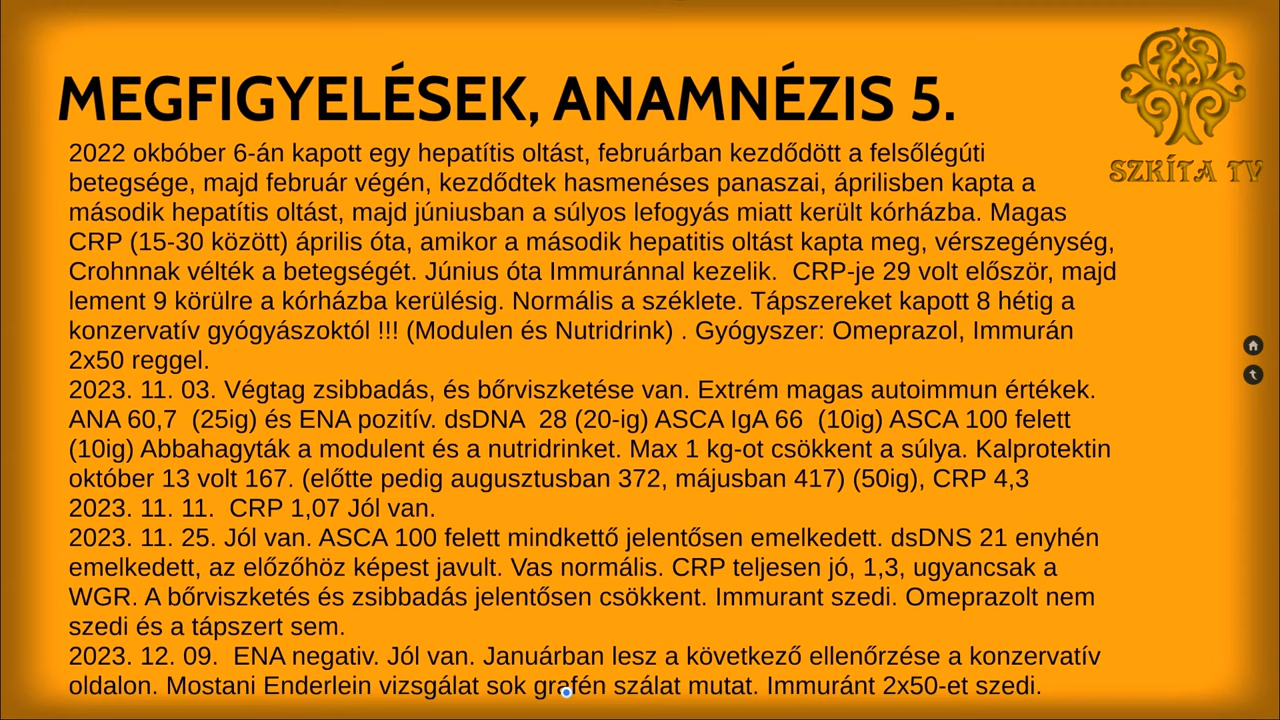 MEGFIGYELÉSEK, ANAMNÉZIS 5.
SZKÍTA TV
2022 okbóber 6-án kapott egy hepatítis oltást, februárban kezdődött a felsőlégúti
betegsége, majd február végén, kezdődtek hasmenéses panaszai, áprilisben kapta a
második hepatítis oltást, majd júniusban a súlyos lefogyás miatt került kórházba. Magas
CRP (15-30 között) április óta, amikor a második hepatitis oltást kapta meg, vérszegénység,
Crohnnak vélték a betegségét. Június óta Immuránnal kezelik.  CRP-je 29 volt először, majd
lement 9 körülre a kórházba kerülésig. Normális a széklete. Tápszereket kapott 8 hétig a
konzervatív gyógyászoktól !!! (Modulen és Nutridrink) . Gyógyszer: Omeprazol, Immurán
2x50 reggel.
2023. 11. 03. Végtag zsibbadás, és bőrviszketése van. Extrém magas autoimmun értékek.
ANA 60,7  (25ig) és ENA pozitív. dsDNA  28 (20-ig) ASCA IgA 66  (10ig) ASCA 100 felett
(10ig) Abbahagyták a modulent és a nutridrinket. Max 1 kg-ot csökkent a súlya. Kalprotektin
október 13 volt 167. (előtte pedig augusztusban 372, májusban 417) (50ig), CRP 4,3
2023. 11. 11.  CRP 1,07 Jól van.
2023. 11. 25. Jól van. ASCA 100 felett mindkettő jelentősen emelkedett. dsDNS 21 enyhén
emelkedett, az előzőhöz képest javult. Vas normális. CRP teljesen jó, 1,3, ugyancsak a
WGR. A bőrviszketés és zsibbadás jelentősen csökkent. Immurant szedi. Omeprazolt nem
szedi és a tápszert sem.
2023. 12. 09.  ENA negativ. Jól van. Januárban lesz a következő ellenőrzése a konzervatív
oldalon. Mostani Enderlein vizsgálat sok grafén szálat mutat. Immuránt 2x50-et szedi.